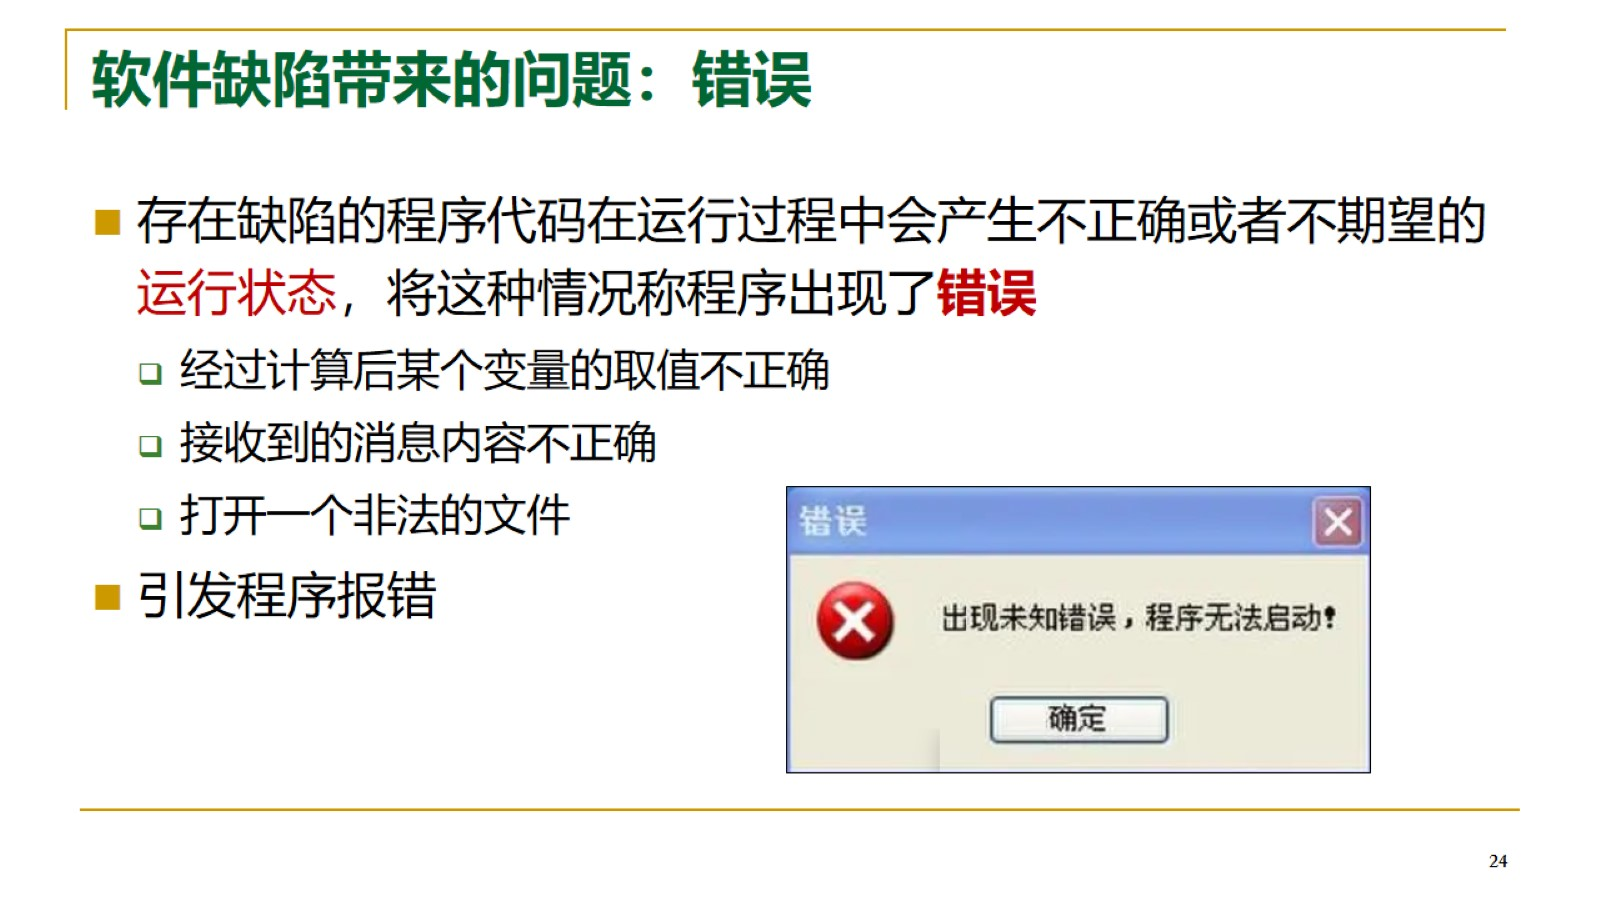 软件缺陷带来的问题：错误
存在缺陷的程序代码在运行过程中会产生不正确或者不期望的
运行状态，将这种情况称程序出现了错误
经过计算后某个变量的取值不正确
接收到的消息内容不正确
打开一个非法的文件
引发程序报错
错误
出现未知错误，程序无法启动!
确定
24